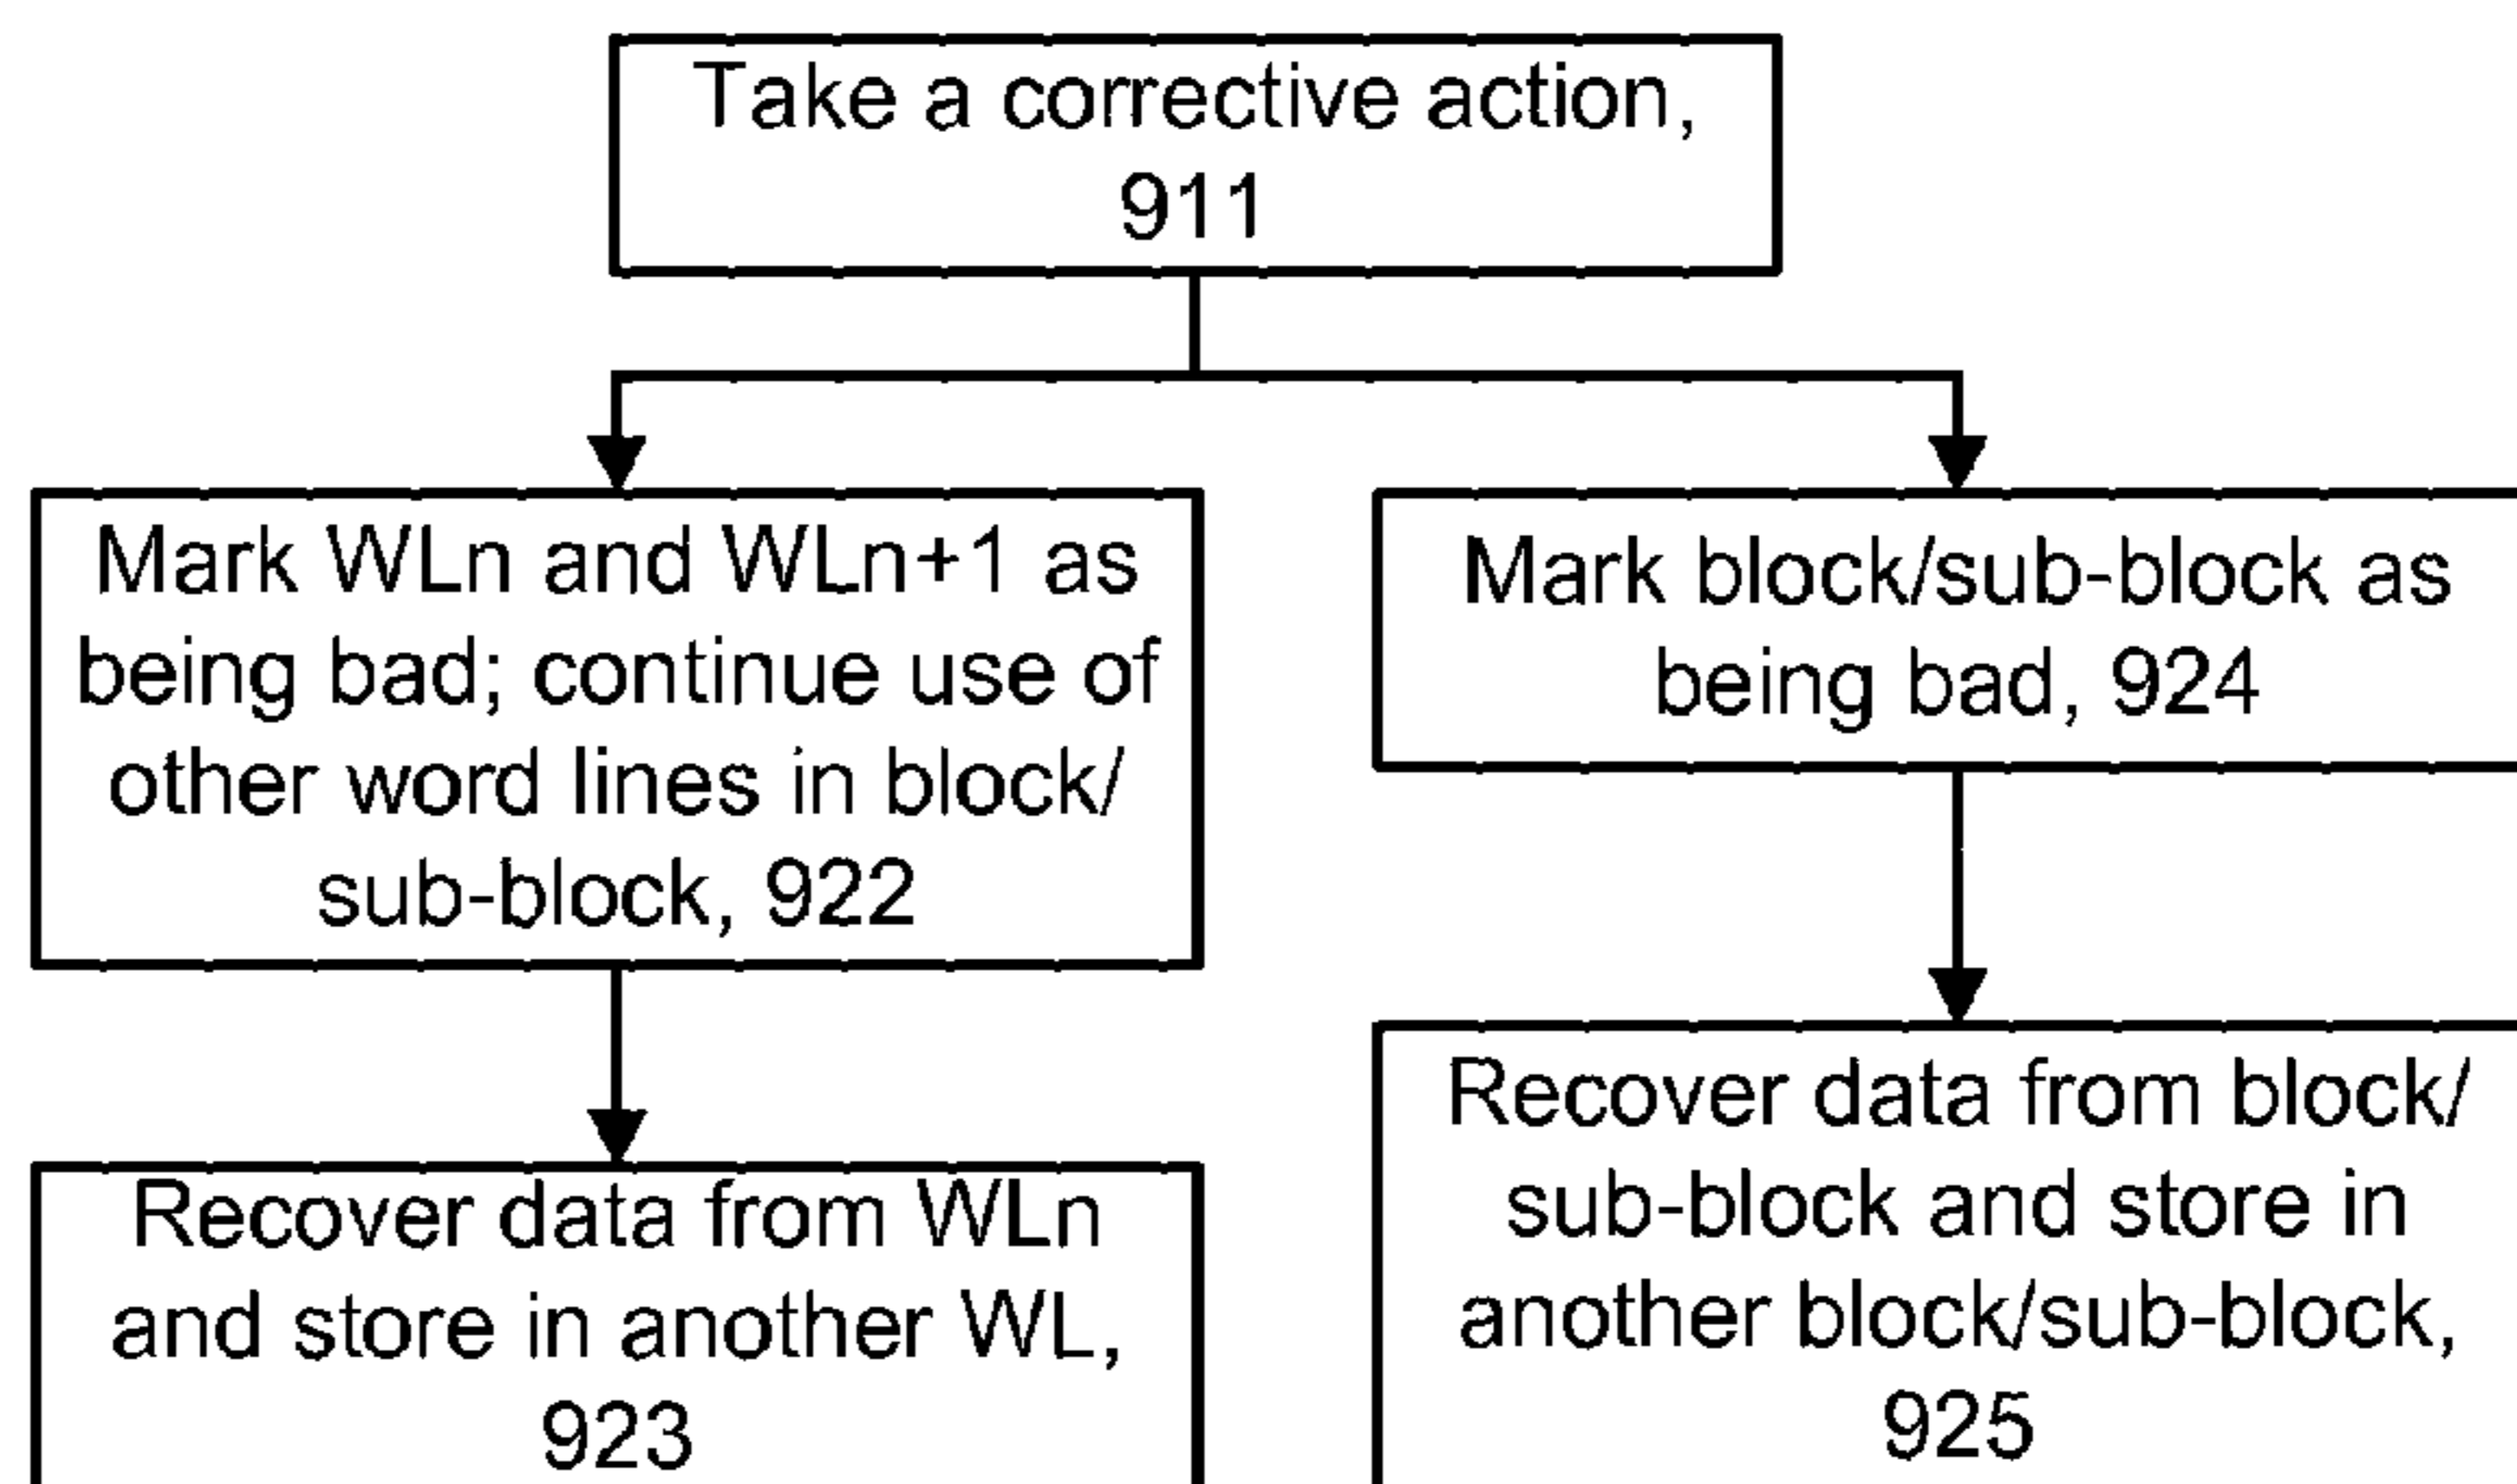 Take a corrective action,
911
Mark WLn and WLn+1 as
being bad; continue use of
other word lines in block/
sub-block, 922
Mark block/sub-block as
being bad, 924
Recover data from WLn
and store in another WL,
923
Recover data from block/
sub-block and store in
another block/sub-block,
925